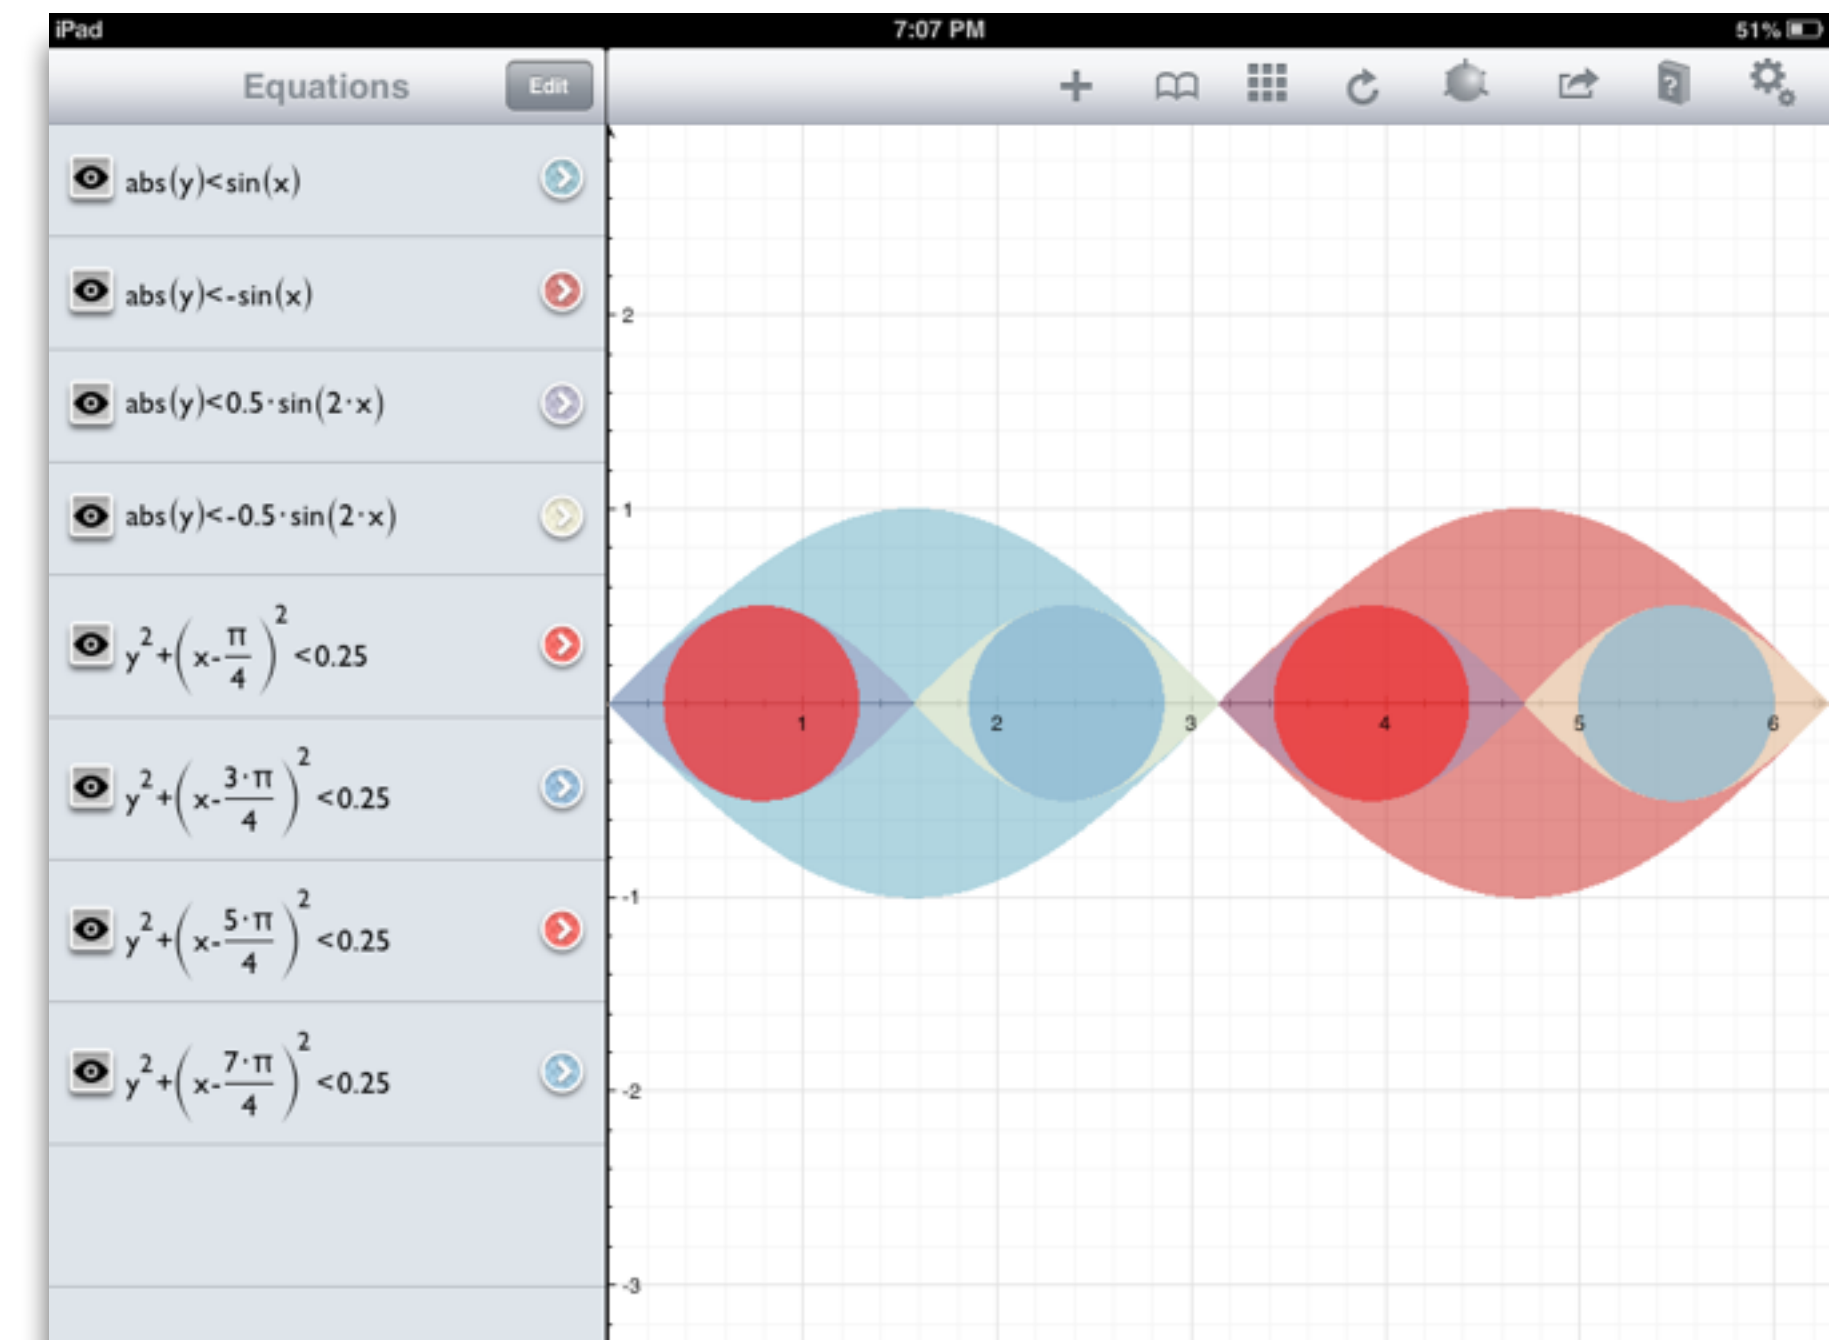 iPad 7:07 PM 51%
Equations Edit
abs(y)<sin(x)
abs(y)<-sin(x)
abs(y)<0.5·sin(2·x)
abs(y)<-0.5·sin(2·x)
y²+(x-π/4)²<0.25
y²+(x-3·π/4)²<0.25
y²+(x-5·π/4)²<0.25
y²+(x-7·π/4)²<0.25
?
2
1
1 2 3 4 5 6
-1
-2
-3